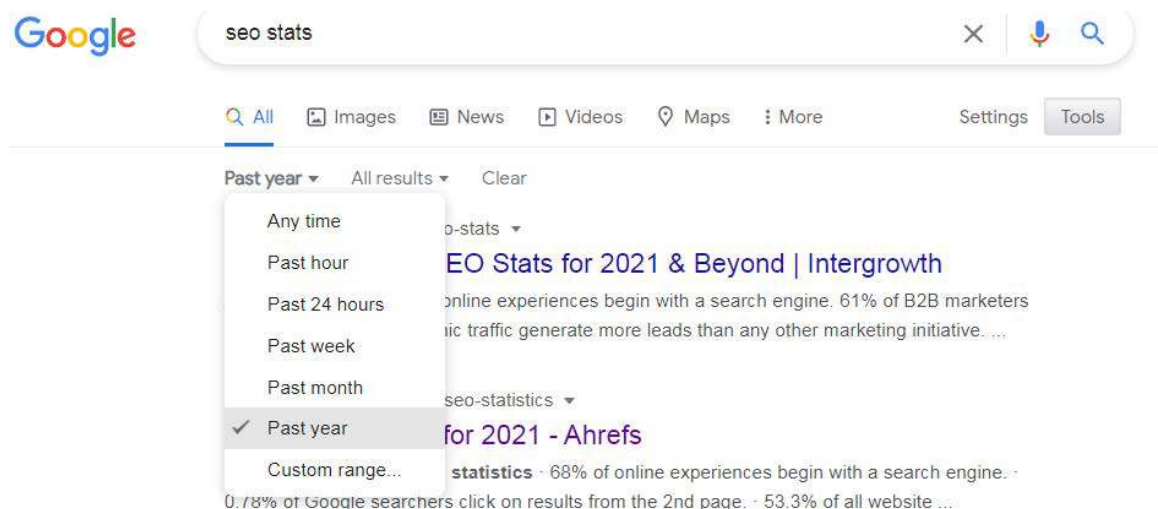 Google
seo stats
All Images News Videos Maps More Settings Tools
Past year All results Clear
Any time
Past hour
Past 24 hours
Past week
Past month
Past year
Custom range...
-stats
EO Stats for 2021 & Beyond | Intergrowth
online experiences begin with a search engine. 61% of B2B marketers
ic traffic generate more leads than any other marketing initiative. ...
seo-statistics
for 2021 - Ahrefs
statistics · 68% of online experiences begin with a search engine. ·
0.78% of Google searchers click on results from the 2nd page. · 53.3% of all website ...